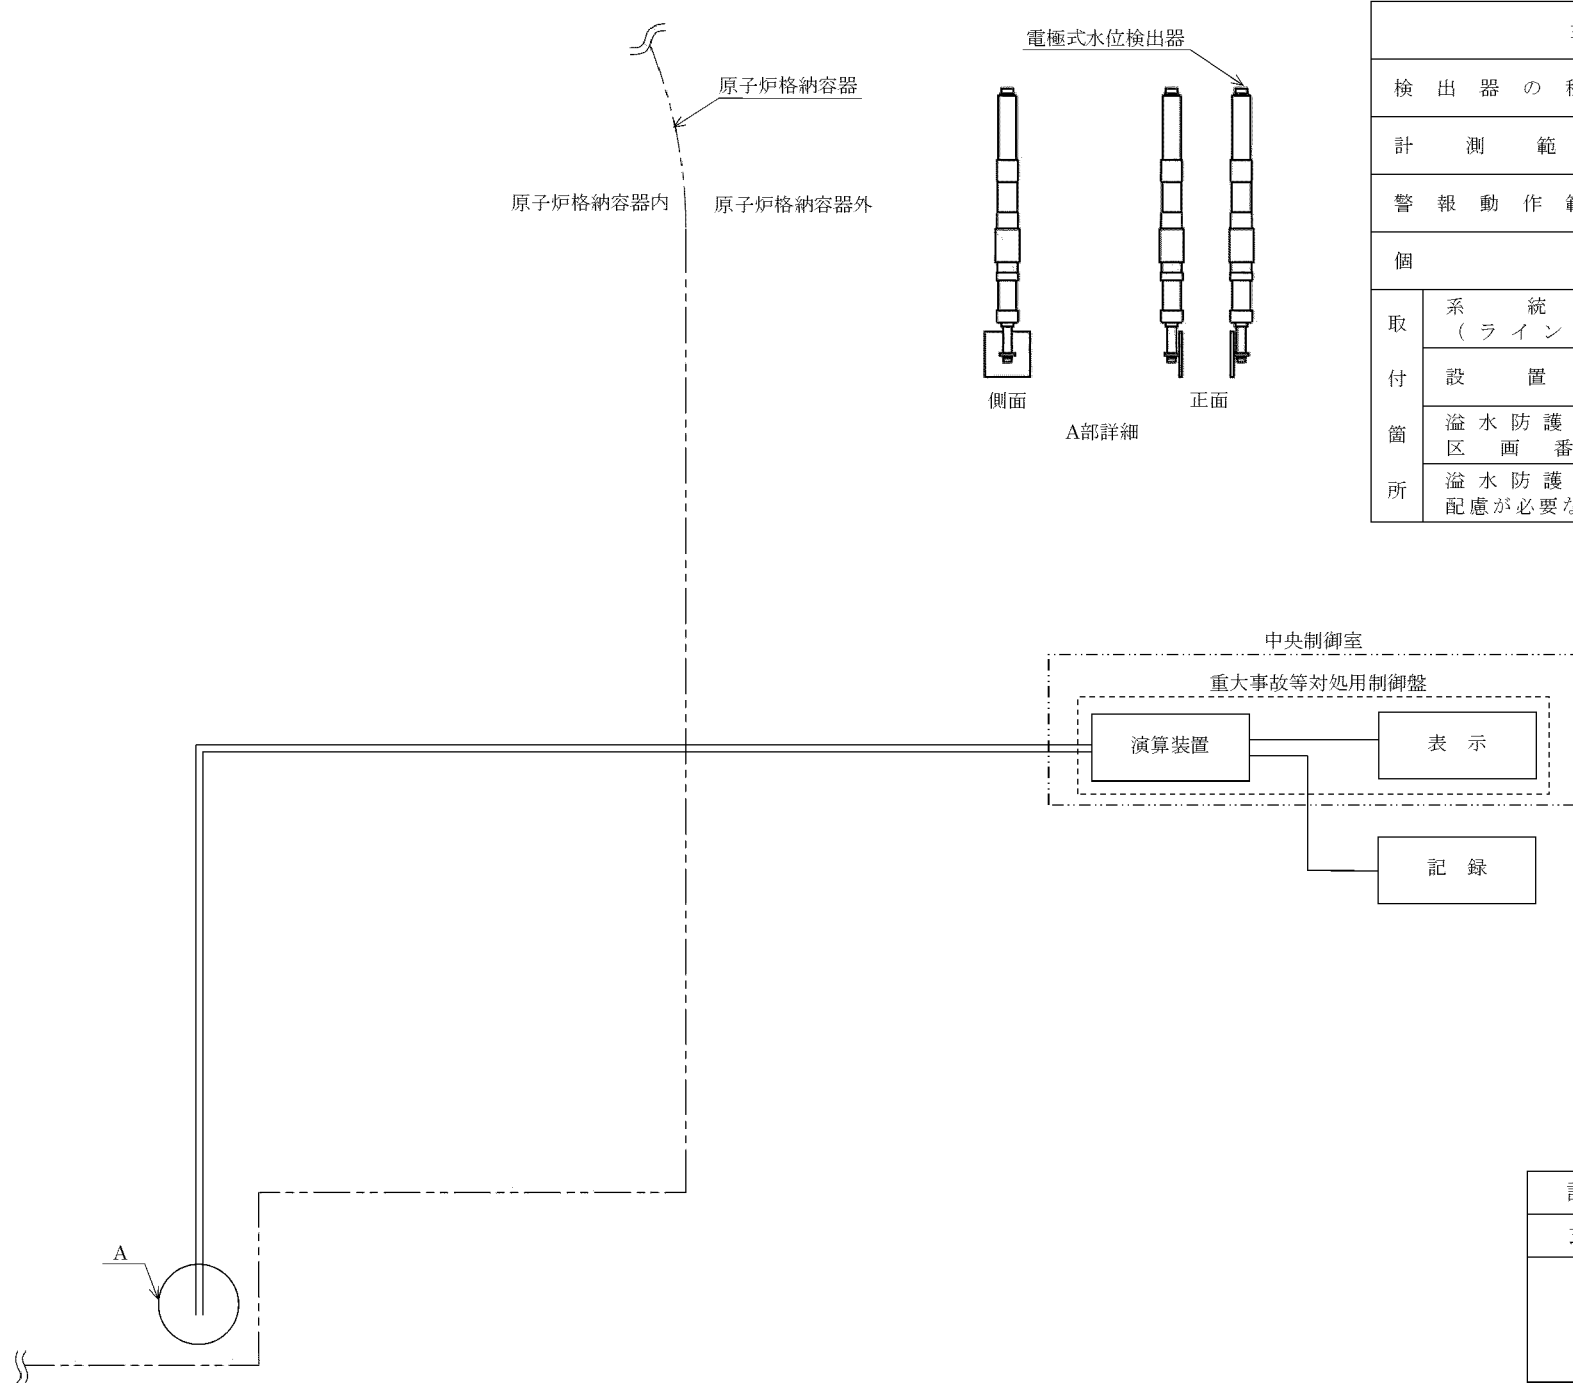 電極式水位検出器
原子炉格納容器
原子炉格納容器内
原子炉格納容器外
側面
正面
A部詳細
検出器の
計測範
警報動作
個
取付箇所
系統
(ライン
設置
溢水防護
区画番
溢水防護
配慮が必要な
中央制御室
重大事故等対処用制御盤
演算装置
表示
記録
A